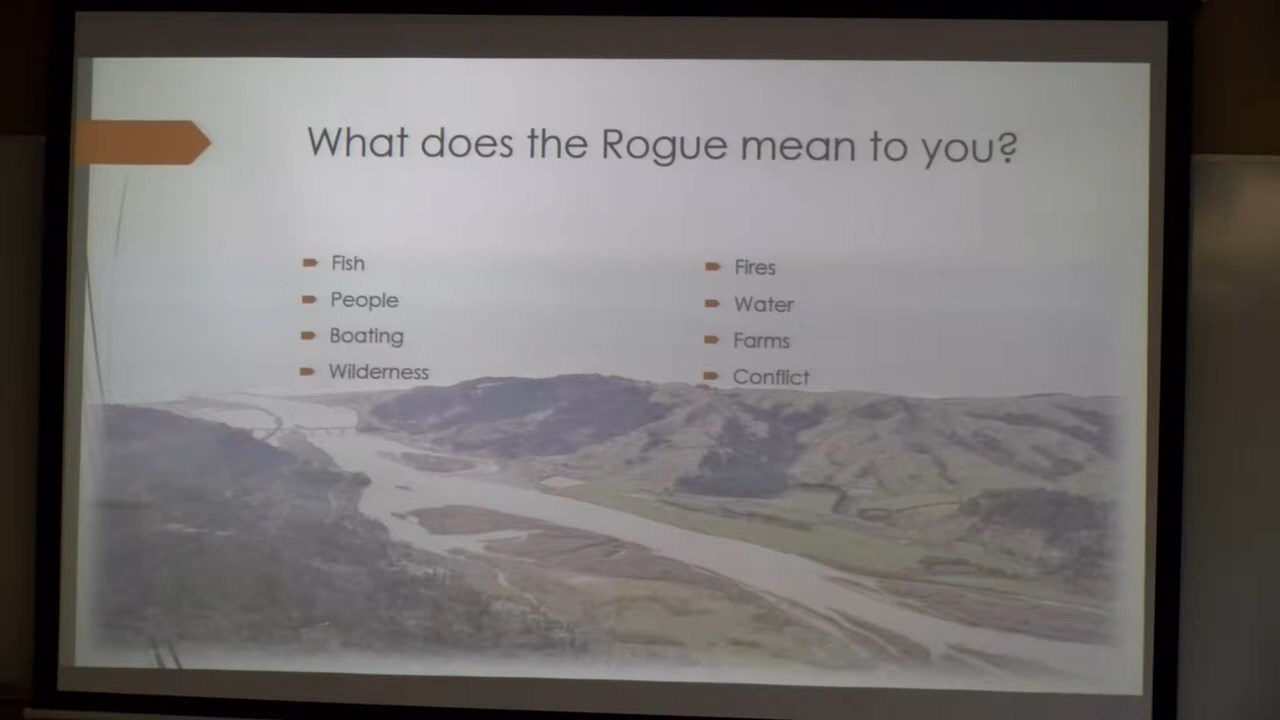 What does the Rogue mean to you?
Fish
People
Boating
Wilderness
Fires
Water
Farms
Conflict